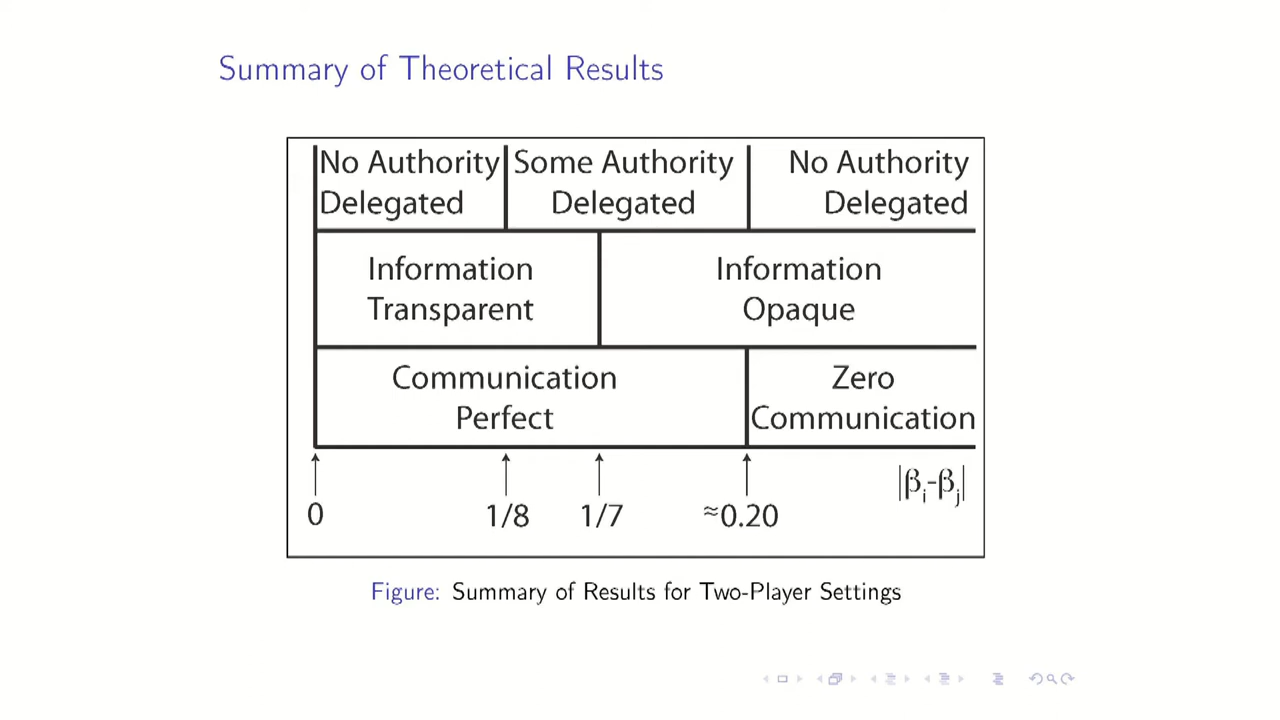 Summary of Theoretical Results
No Authority Some Authority No Authority
Delegated Delegated Delegated
Information Information
Transparent Opaque
Communication Zero
Perfect Communication
|βi-βj|
0 1/8 1/7 ≈0.20
Figure: Summary of Results for Two-Player Settings